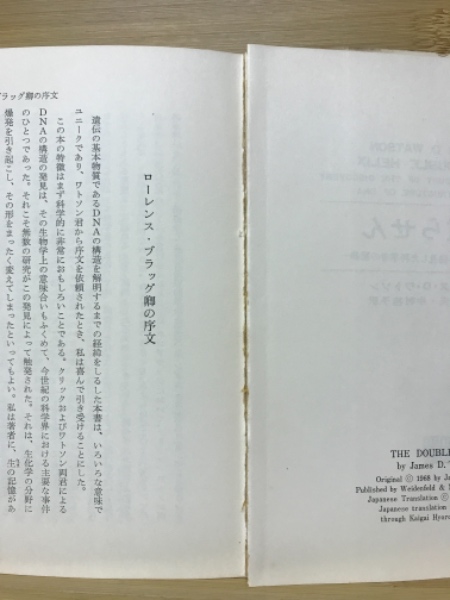 ローレンス・ブラッグ卿の序文
遺伝の基本物質であるDNAの構造を解明するまでの経緯をしるした本書は、いろいろな意味で
ユニークであり、ワトソン君から序文を依頼されたとき、私は喜んで引き受けることにした。
この本の特徴はまず科学的に非常におもしろいことである。クリックおよびワトソン両君による
DNAの構造の発見は、その生物学上の意味合いもふくめて、今世紀の科学界における主要な事件
のひとつであった。それこそ無数の研究がこの発見によって触発された。それは、生化学の分野に
爆発を引き起こし、その形をまったく変えてしまったといってもよい。私は著者に、生の記憶があ
ブラッグ卿の序文
THE DOUBLE
by James D.
Original © 1968 by Ja
Published by Weidenfeld &
Japanese Translation ©
Japanese translation
through Kaigai Hyoro
らせん
WATSON